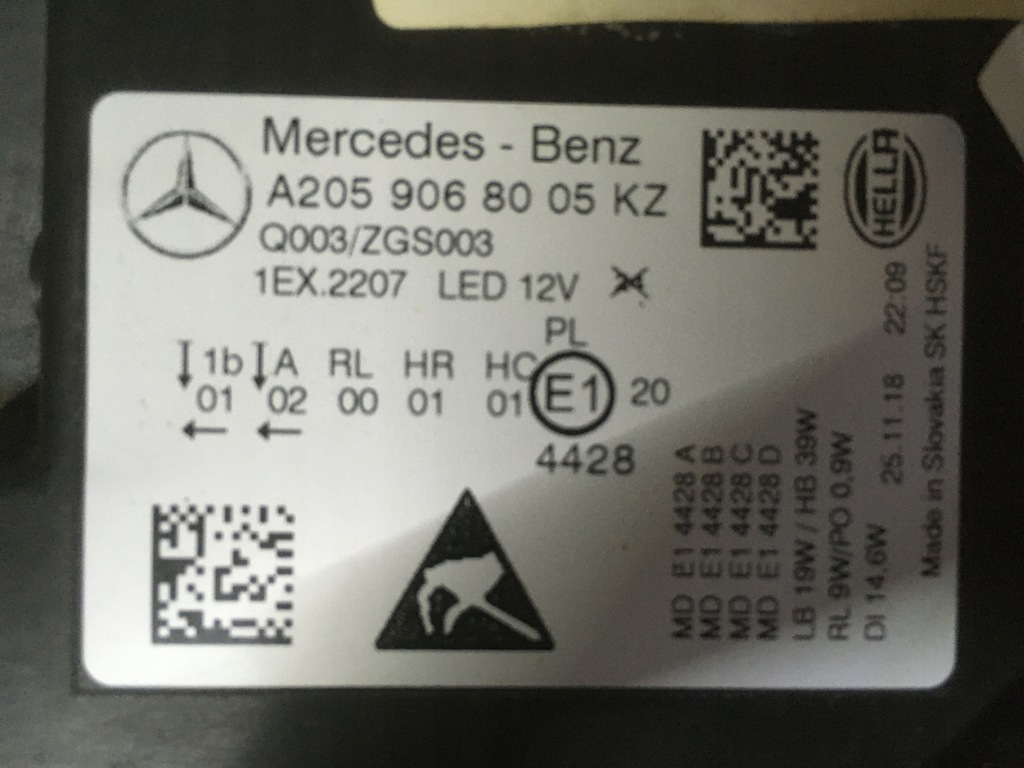 Mercedes - Benz
A205 906 80 05 KZ
Q003/ZGS003
1EX.2207 LED 12V
PL
1b A RL HR HC
01 02 00 01 01 E1 20
4428
HELLA
MD E1 4428 A
MD E1 4428 B
MD E1 4428 C
MD E1 4428 D
LB 19W / HB 39W
RL 9W/PO 0,9W
DI 14,6W
25.11.18 22:09
Made in Slovakia SK HSKF